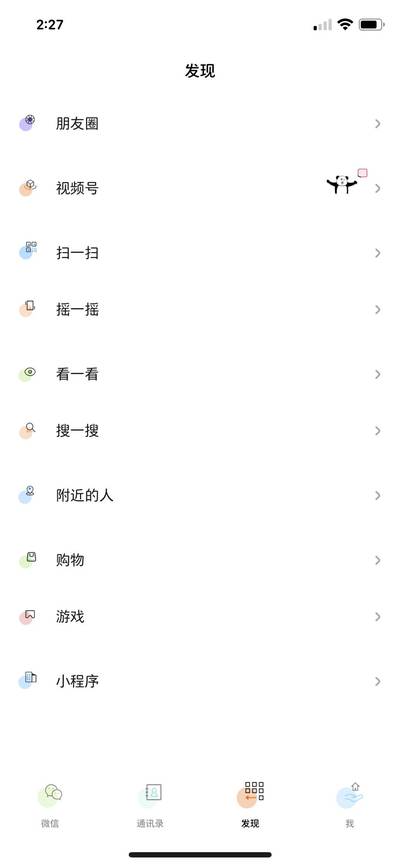 2:27
发现
朋友圈
视频号
扫一扫
摇一摇
看一看
搜一搜
附近的人
购物
游戏
小程序
微信
通讯录
发现
我